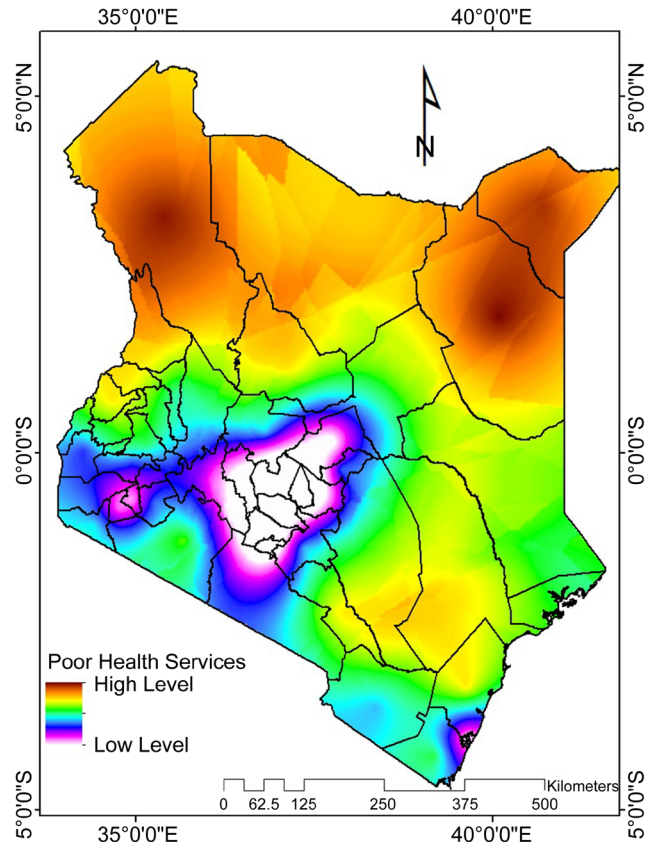 35°0'0"E 40°0'0"E
5°0'0"N 5°0'0"N
N
0°0'0"S 0°0'0"S
Poor Health Services
High Level
Low Level
Kilometers
0 62.5 125 250 375 500
5°0'0"S 5°0'0"S
35°0'0"E 40°0'0"E